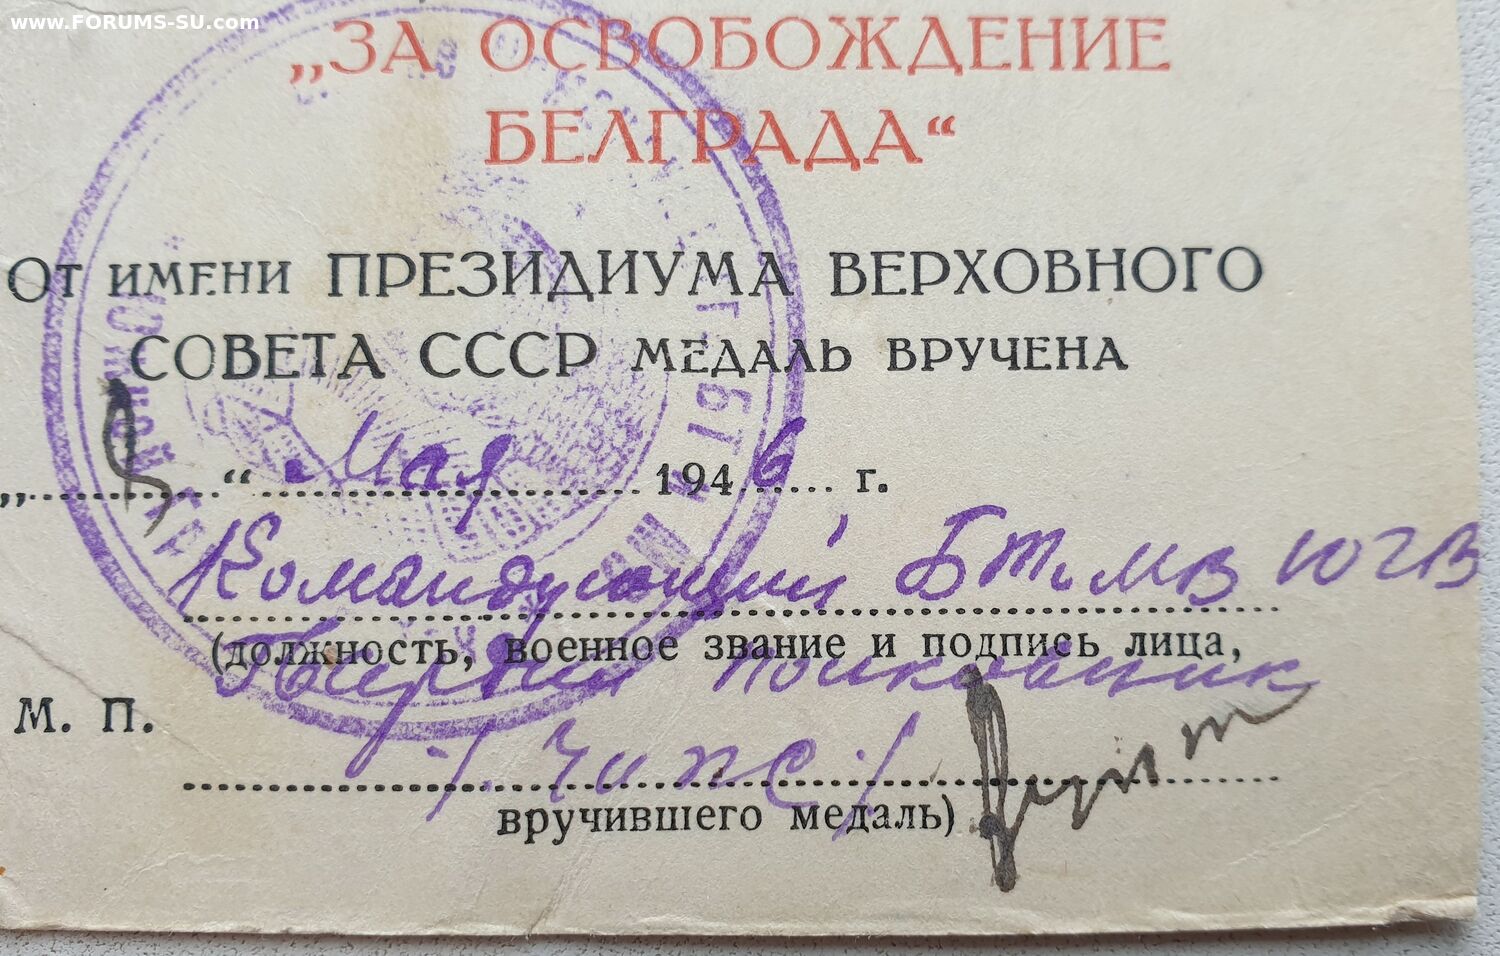 www.FORUMS-SU.com
„ЗА ОСВОБОЖДЕНИЕ
БЕЛГРАДА“
От имени ПРЕЗИДИУМА ВЕРХОВНОГО
СОВЕТА СССР медаль вручена
„ “ Мая 1946 г.
Командующий БТ и МВ ЮГВ
(должность, военное звание и подпись лица,
Гвардии полковник
М. П.
вручившего медаль)